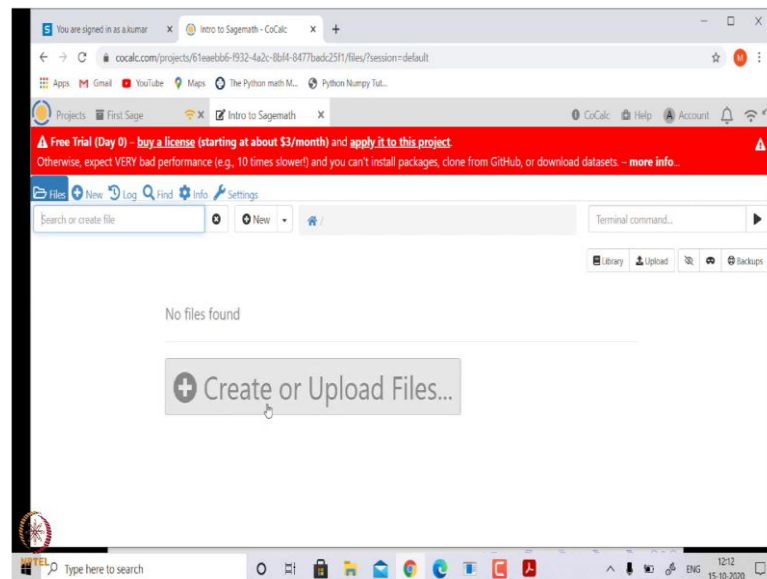 You are signed in as a.kumar
Intro to Sagemath - CoCalc
cocalc.com/projects/61eaebb6-f932-4a2c-8bf4-8477badc25f1/files/?session=default
Apps Gmail YouTube Maps The Python math M... Python Numpy Tut...
Projects First Sage Intro to Sagemath CoCalc Help Account
Free Trial (Day 0) – buy a license (starting at about $3/month) and apply it to this project.
Otherwise, expect VERY bad performance (e.g., 10 times slower!) and you can't install packages, clone from GitHub, or download datasets. – more info...
Files New Log Find Info Settings
Search or create file New / Terminal command...
Library Upload Backups
No files found
Create or Upload Files...
NPTEL
Type here to search ENG 12:12
15-10-2020